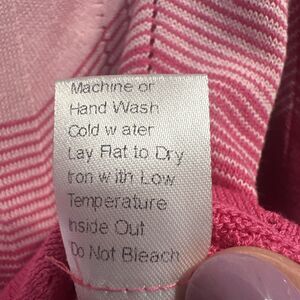 Machine or
Hand Wash
Cold water
Lay Flat to Dry
Iron with Low
Temperature
Inside Out
Do Not Bleach